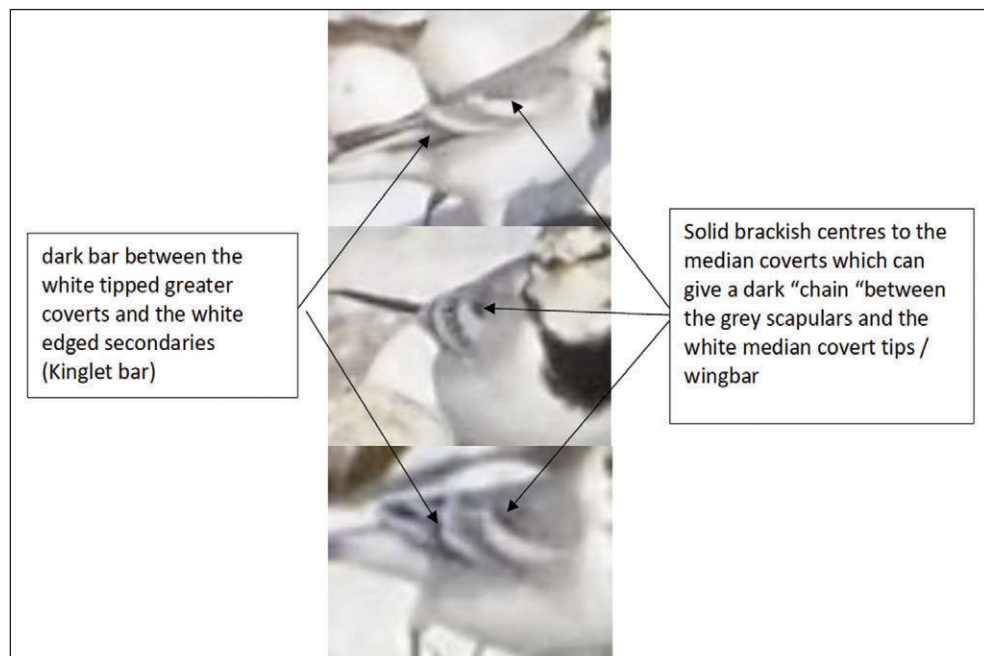 dark bar between the
white tipped greater
coverts and the white
edged secondaries
(Kinglet bar)
Solid brackish centres to the
median coverts which can
give a dark “chain “between
the grey scapulars and the
white median covert tips /
wingbar